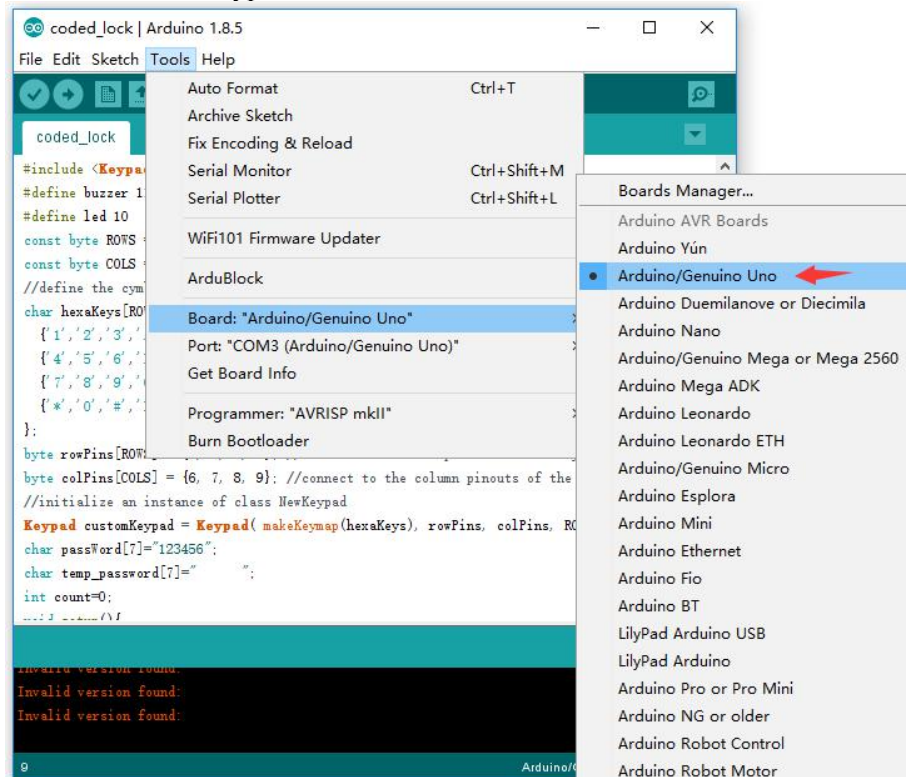 coded_lock | Arduino 1.8.5
File Edit Sketch Tools Help
coded_lock
Auto Format Ctrl+T
Archive Sketch
Fix Encoding & Reload
Serial Monitor Ctrl+Shift+M
Serial Plotter Ctrl+Shift+L
WiFi101 Firmware Updater
ArduBlock
Board: "Arduino/Genuino Uno"
Port: "COM3 (Arduino/Genuino Uno)"
Get Board Info
Programmer: "AVRISP mkII"
Burn Bootloader
Boards Manager...
Arduino AVR Boards
Arduino Yún
Arduino/Genuino Uno
Arduino Duemilanove or Diecimila
Arduino Nano
Arduino/Genuino Mega or Mega 2560
Arduino Mega ADK
Arduino Leonardo
Arduino Leonardo ETH
Arduino/Genuino Micro
Arduino Esplora
Arduino Mini
Arduino Ethernet
Arduino Fio
Arduino BT
LilyPad Arduino USB
LilyPad Arduino
Arduino Pro or Pro Mini
Arduino NG or older
Arduino Robot Control
Arduino Robot Motor
#include <Keypa
#define buzzer 1
#define led 10
const byte ROWS
const byte COLS
//define the cym
char hexaKeys[RO
{'1','2','3',
{'4','5','6',
{'7','8','9',
{'*','0','#',
};
byte rowPins[ROW
byte colPins[COLS] = {6, 7, 8, 9}; //connect to the column pinouts of the
//initialize an instance of class NewKeypad
Keypad customKeypad = Keypad( makeKeymap(hexaKeys), rowPins, colPins, RO
char passWord[7]="123456";
char temp_password[7]="      ";
int count=0;
void setup(){
Invalid version found:
Invalid version found:
Invalid version found:
9 Arduino/